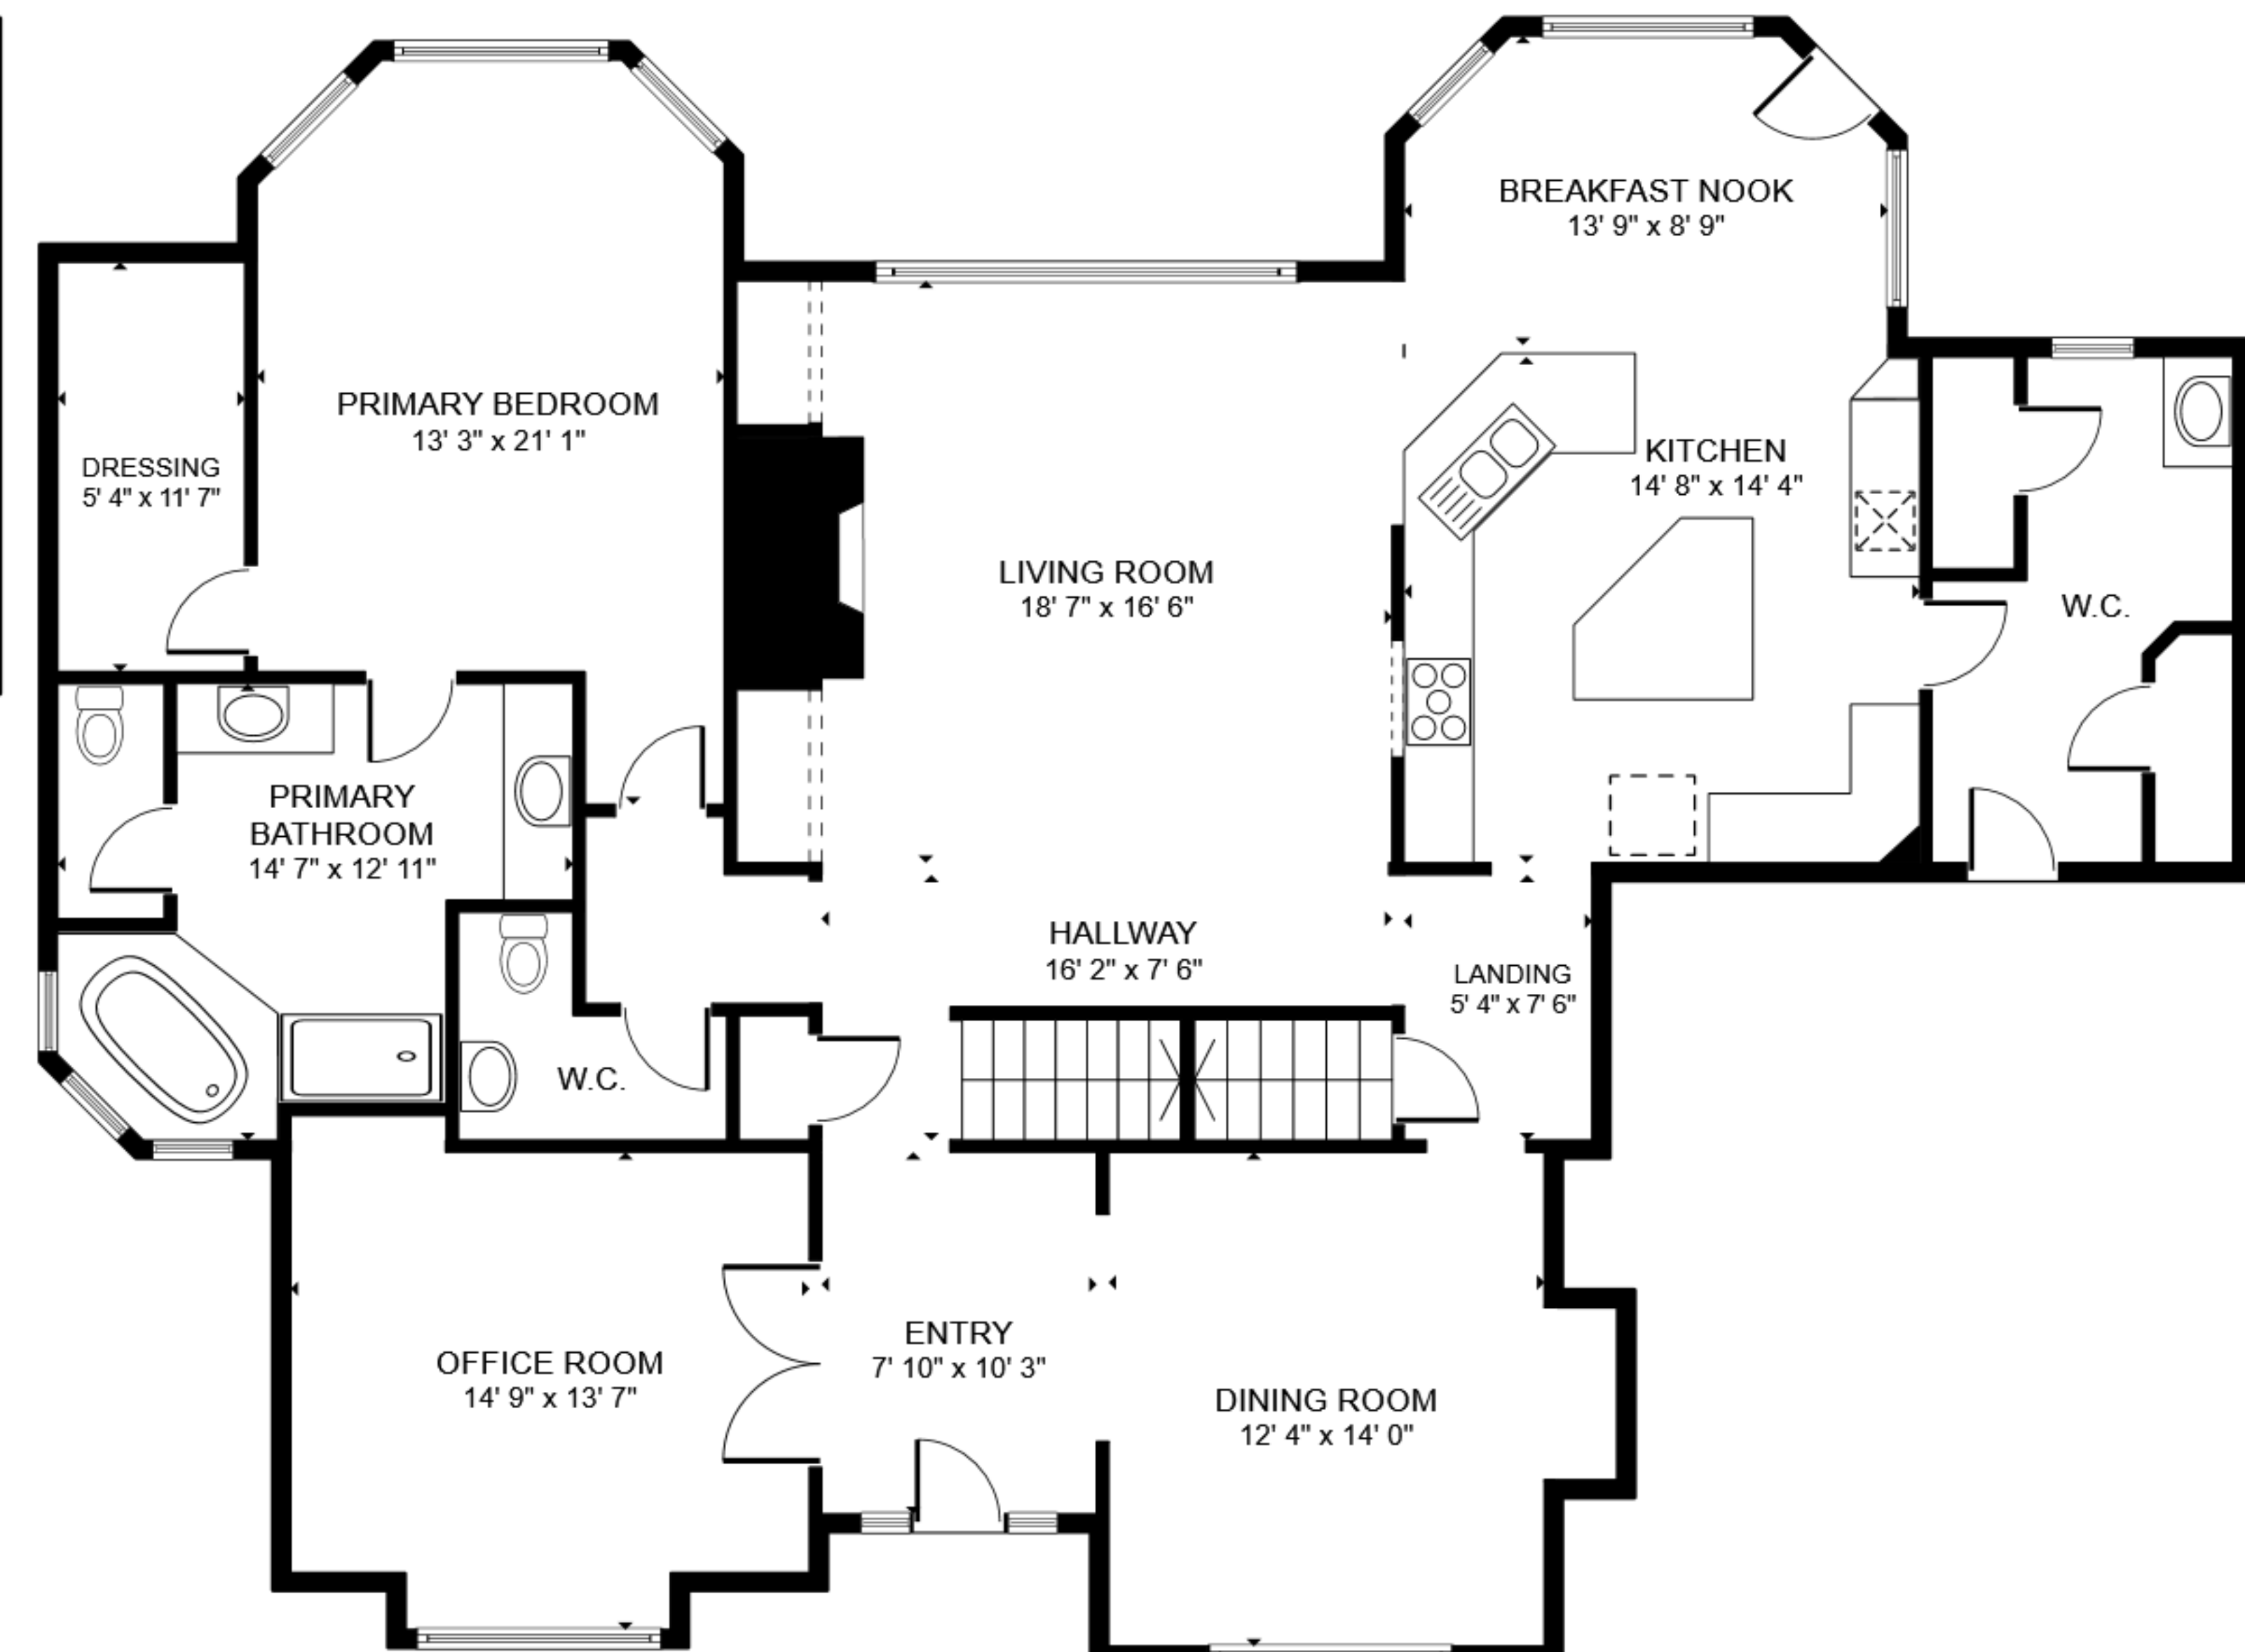 BREAKFAST NOOK
13' 9" x 8' 9"
PRIMARY BEDROOM
13' 3" x 21' 1"
DRESSING
5' 4" x 11' 7"
KITCHEN
14' 8" x 14' 4"
LIVING ROOM
18' 7" x 16' 6"
W.C.
PRIMARY
BATHROOM
14' 7" x 12' 11"
HALLWAY
16' 2" x 7' 6"
LANDING
5' 4" x 7' 6"
W.C.
ENTRY
7' 10" x 10' 3"
OFFICE ROOM
14' 9" x 13' 7"
DINING ROOM
12' 4" x 14' 0"